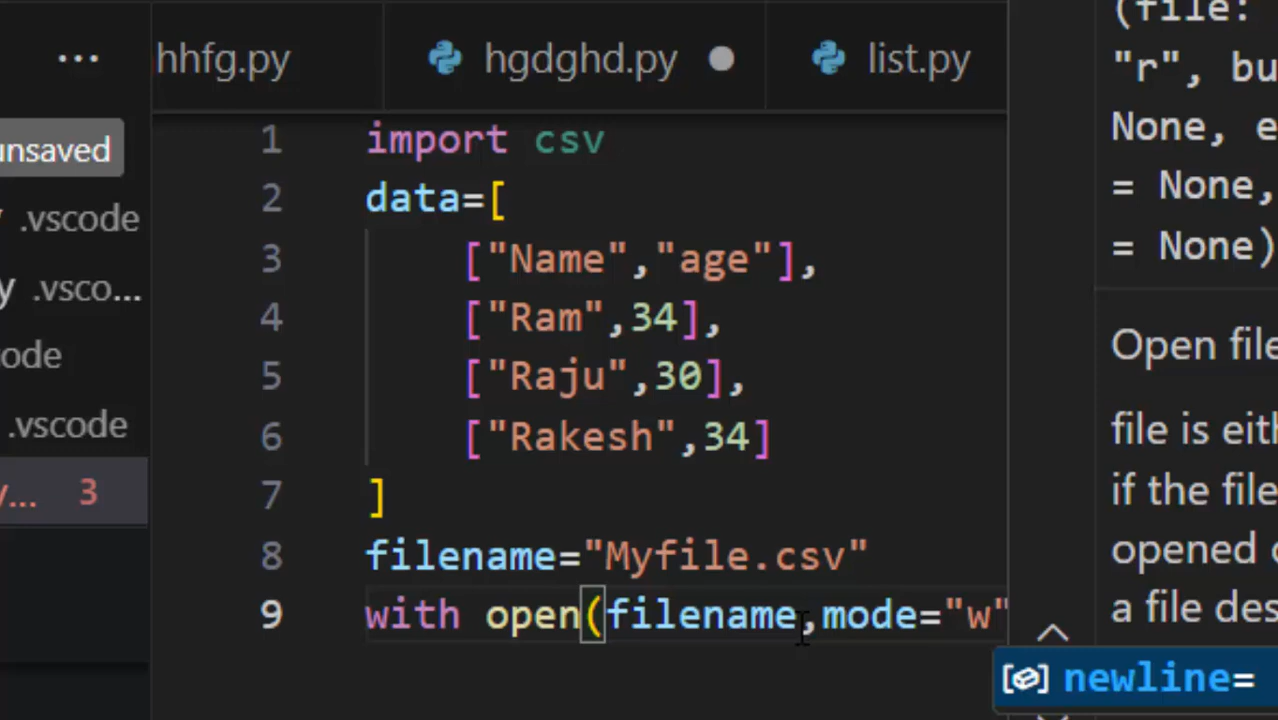 ... hhfg.py hgdghd.py list.py
unsaved
.vscode
y .vsco...
ode
.vscode
y... 3
1 import csv
2 data=[
3 ["Name","age"],
4 ["Ram",34],
5 ["Raju",30],
6 ["Rakesh",34]
7 ]
8 filename="Myfile.csv"
9 with open(filename,mode="w"
(file:
"r", bu
None, e
= None,
= None)
Open file
file is eith
if the file
opened
a file des
newline=